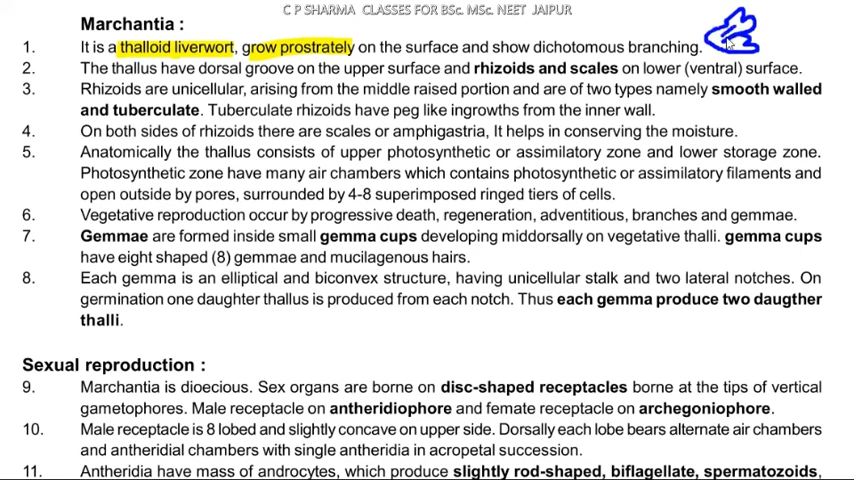 C P SHARMA CLASSES FOR BSc. MSc. NEET JAIPUR
Marchantia :
1. It is a thalloid liverwort, grow prostrately on the surface and show dichotomous branching.
2. The thallus have dorsal groove on the upper surface and rhizoids and scales on lower (ventral) surface.
3. Rhizoids are unicellular, arising from the middle raised portion and are of two types namely smooth walled
and tuberculate. Tuberculate rhizoids have peg like ingrowths from the inner wall.
4. On both sides of rhizoids there are scales or amphigastria, It helps in conserving the moisture.
5. Anatomically the thallus consists of upper photosynthetic or assimilatory zone and lower storage zone.
Photosynthetic zone have many air chambers which contains photosynthetic or assimilatory filaments and
open outside by pores, surrounded by 4-8 superimposed ringed tiers of cells.
6. Vegetative reproduction occur by progressive death, regeneration, adventitious, branches and gemmae.
7. Gemmae are formed inside small gemma cups developing middorsally on vegetative thalli. gemma cups
have eight shaped (8) gemmae and mucilagenous hairs.
8. Each gemma is an elliptical and biconvex structure, having unicellular stalk and two lateral notches. On
germination one daughter thallus is produced from each notch. Thus each gemma produce two daugther
thalli.
Sexual reproduction :
9. Marchantia is dioecious. Sex organs are borne on disc-shaped receptacles borne at the tips of vertical
gametophores. Male receptacle on antheridiophore and femate receptacle on archegoniophore.
10. Male receptacle is 8 lobed and slightly concave on upper side. Dorsally each lobe bears alternate air chambers
and antheridial chambers with single antheridia in acropetal succession.
11. Antheridia have mass of androcytes, which produce slightly rod-shaped, biflagellate, spermatozoids,